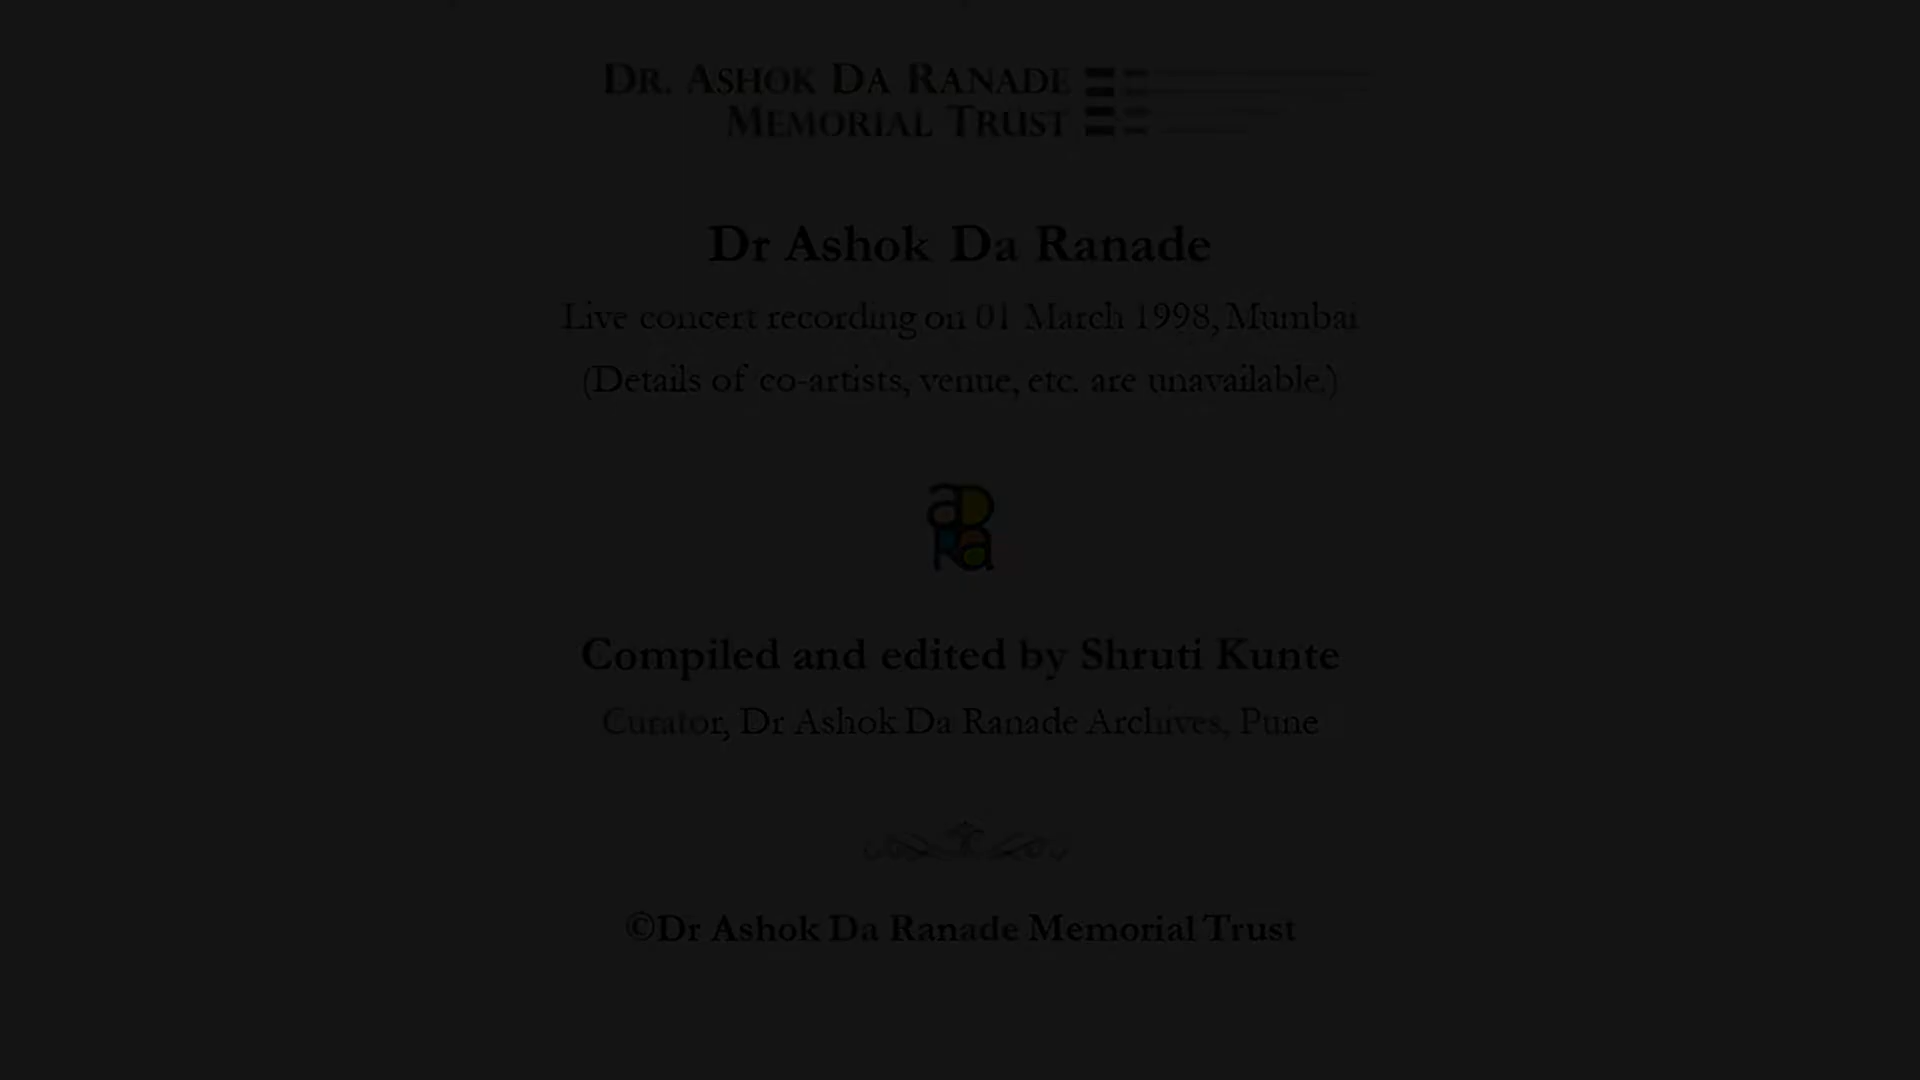 DR. ASHOK DA RANADE
MEMORIAL TRUST
Dr Ashok Da Ranade
Live concert recording on 01 March 1998, Mumbai
(Details of co-artists, venue, etc. are unavailable.)
aD
Ra
Compiled and edited by Shruti Kunte
Curator, Dr Ashok Da Ranade Archives, Pune
©Dr Ashok Da Ranade Memorial Trust